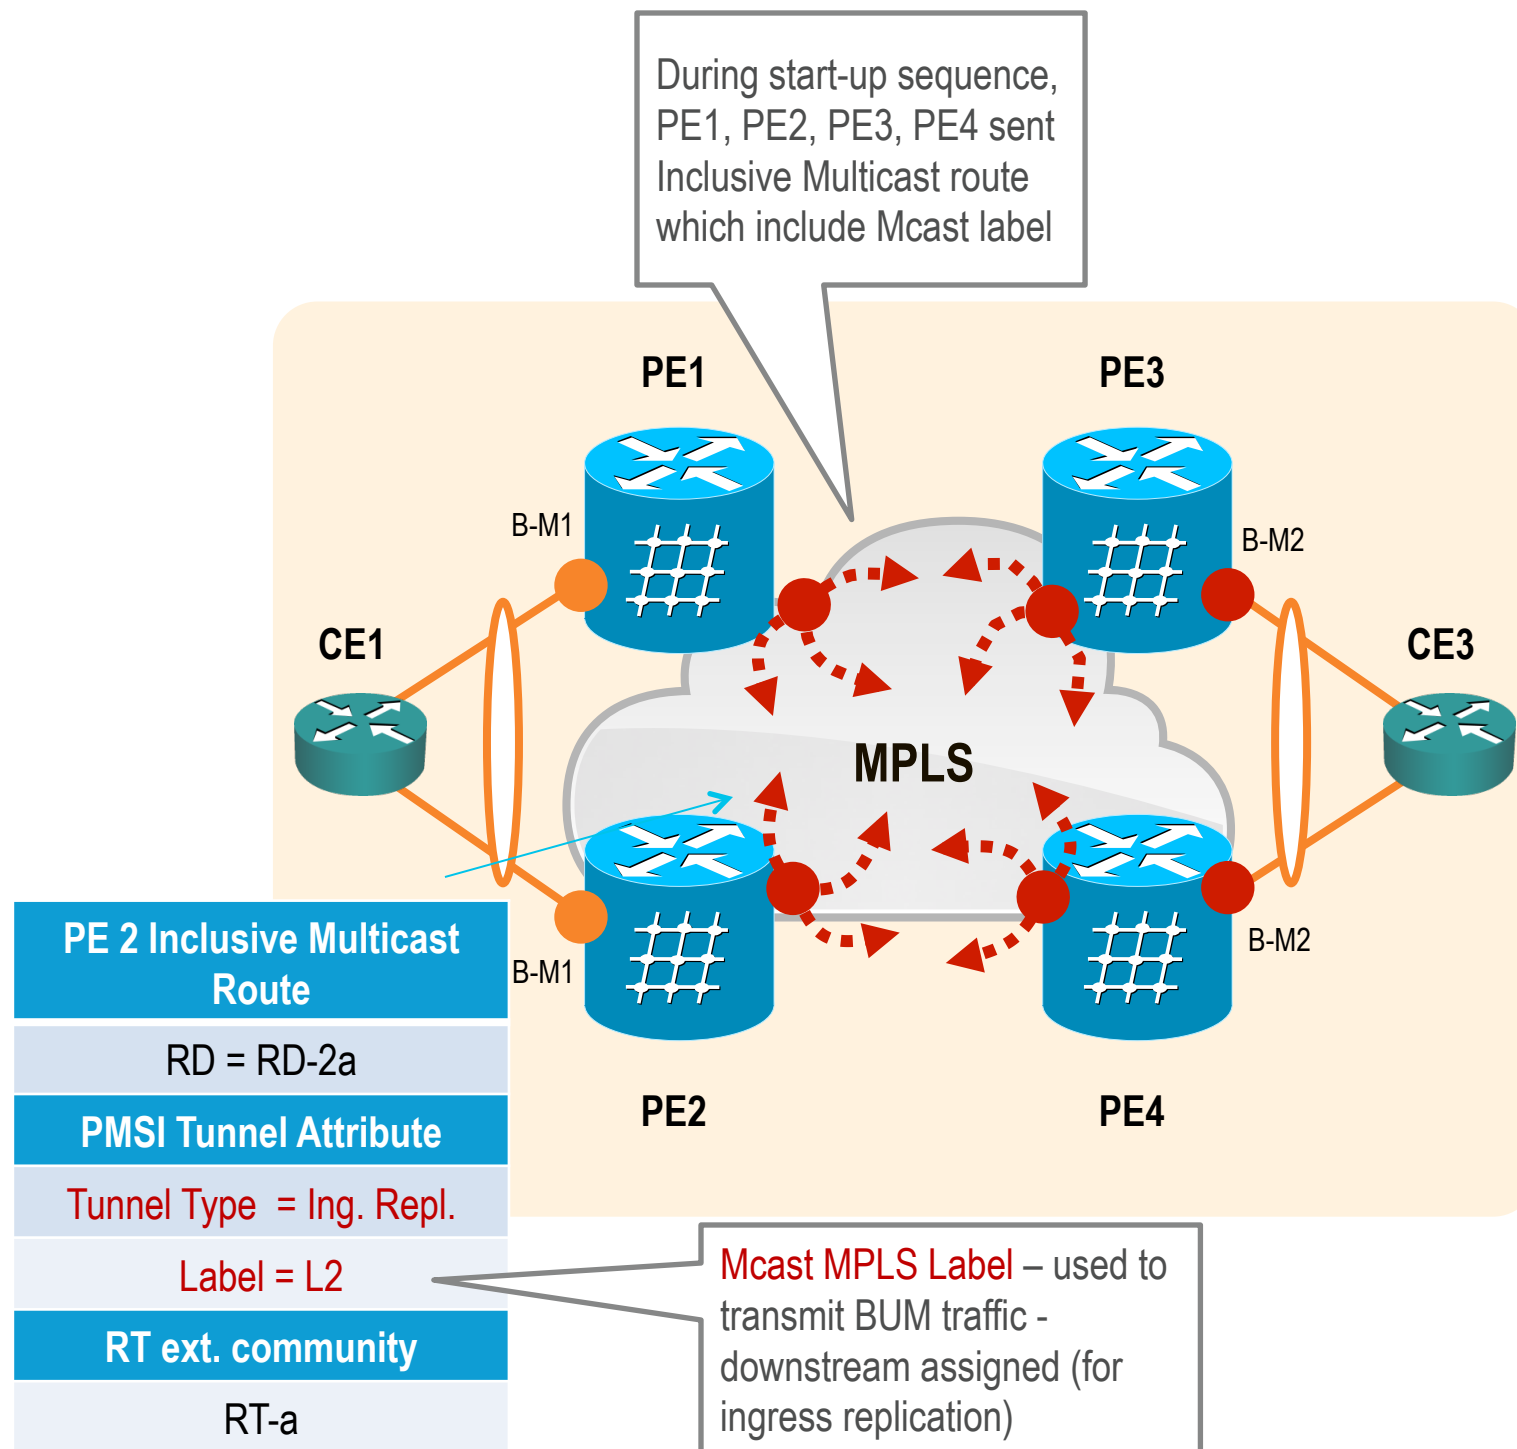 During start-up sequence,
PE1, PE2, PE3, PE4 sent
Inclusive Multicast route
which include Mcast label
PE1
PE3
B-M1
B-M2
CE1
CE3
MPLS
B-M1
B-M2
PE2
PE4
PE 2 Inclusive Multicast
Route
RD = RD-2a
PMSI Tunnel Attribute
Tunnel Type = Ing. Repl.
Label = L2
RT ext. community
RT-a
Mcast MPLS Label – used to
transmit BUM traffic -
downstream assigned (for
ingress replication)